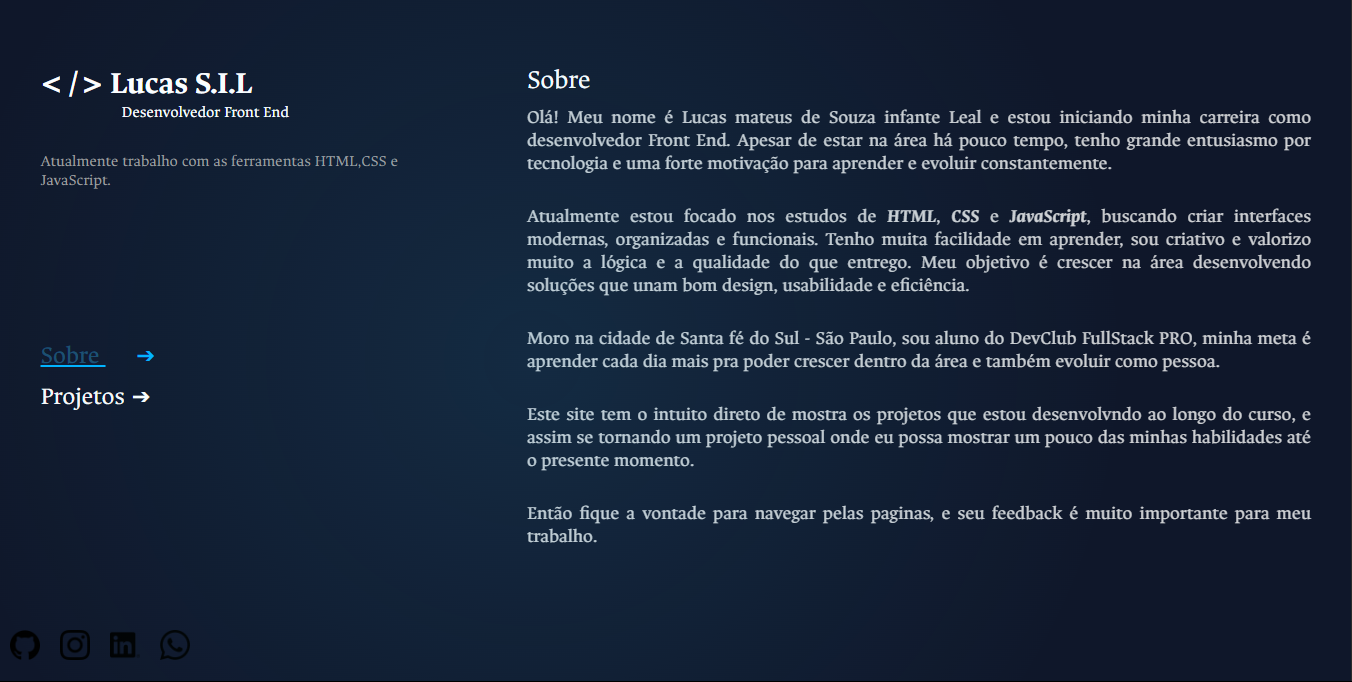 </> Lucas S.I.L
Desenvolvedor Front End
Atualmente trabalho com as ferramentas HTML,CSS e
JavaScript.
Sobre ➔
Projetos ➔
Sobre
Olá! Meu nome é Lucas mateus de Souza infante Leal e estou iniciando minha carreira como
desenvolvedor Front End. Apesar de estar na área há pouco tempo, tenho grande entusiasmo por
tecnologia e uma forte motivação para aprender e evoluir constantemente.
Atualmente estou focado nos estudos de HTML, CSS e JavaScript, buscando criar interfaces
modernas, organizadas e funcionais. Tenho muita facilidade em aprender, sou criativo e valorizo
muito a lógica e a qualidade do que entrego. Meu objetivo é crescer na área desenvolvendo
soluções que unam bom design, usabilidade e eficiência.
Moro na cidade de Santa fé do Sul - São Paulo, sou aluno do DevClub FullStack PRO, minha meta é
aprender cada dia mais pra poder crescer dentro da área e também evoluir como pessoa.
Este site tem o intuito direto de mostra os projetos que estou desenvolvndo ao longo do curso, e
assim se tornando um projeto pessoal onde eu possa mostrar um pouco das minhas habilidades até
o presente momento.
Então fique a vontade para navegar pelas paginas, e seu feedback é muito importante para meu
trabalho.